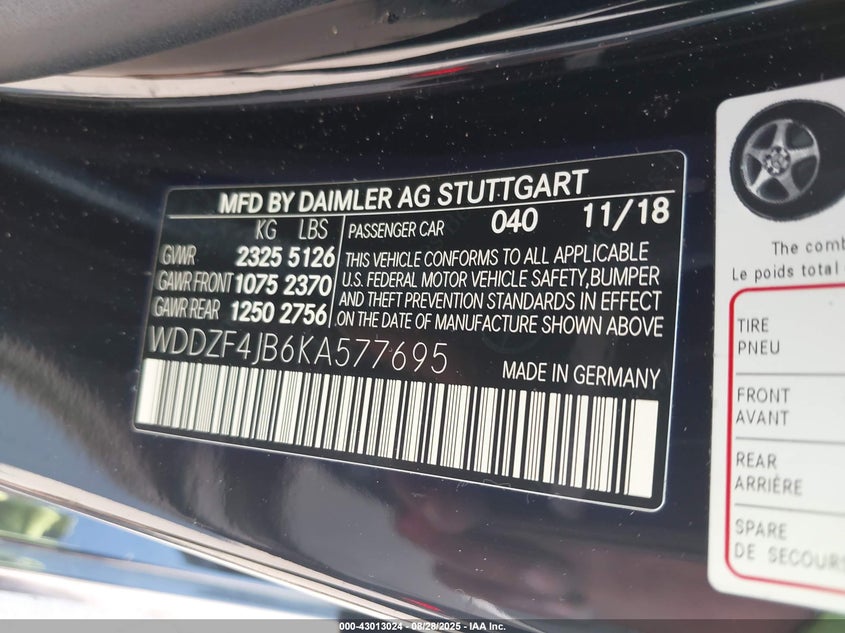 MFD BY DAIMLER AG STUTTGART
KG LBS
GVWR 2325 5126
GAWR FRONT 1075 2370
GAWR REAR 1250 2756
PASSENGER CAR 040 11/18
THIS VEHICLE CONFORMS TO ALL APPLICABLE
U.S. FEDERAL MOTOR VEHICLE SAFETY,BUMPER
AND THEFT PREVENTION STANDARDS IN EFFECT
ON THE DATE OF MANUFACTURE SHOWN ABOVE
WDDZF4JB6KA577695
MADE IN GERMANY
The comb
Le poids total
TIRE
PNEU
FRONT
AVANT
REAR
ARRIÈRE
SPARE
DE SECOURS
000-43013024 - 08/28/2025 - IAA Inc.